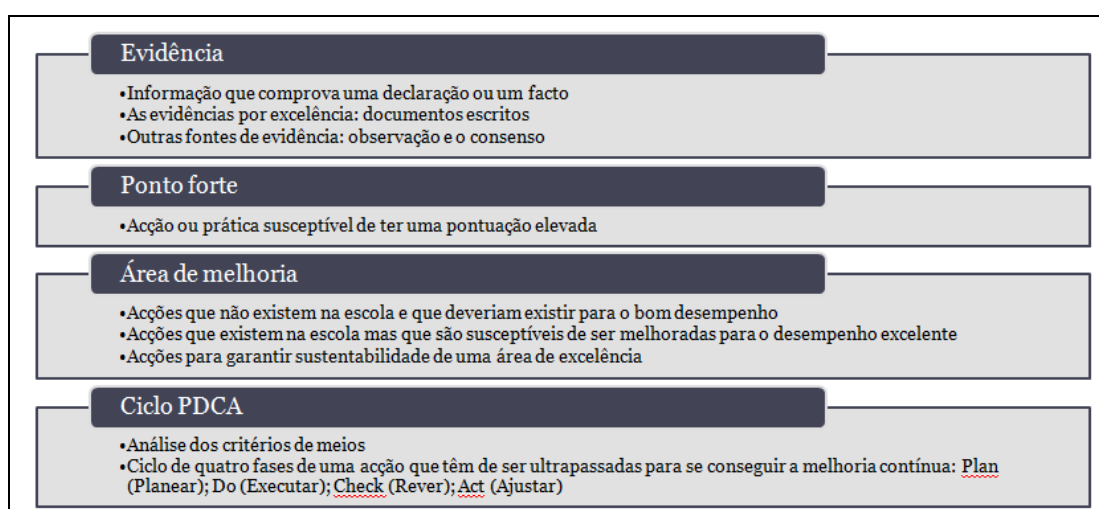 Evidência
•Informação que comprova uma declaração ou um facto
•As evidências por excelência: documentos escritos
•Outras fontes de evidência: observação e o consenso
Ponto forte
•Acção ou prática susceptível de ter uma pontuação elevada
Área de melhoria
•Acções que não existem na escola e que deveriam existir para o bom desempenho
•Acções que existem na escola mas que são susceptíveis de ser melhoradas para o desempenho excelente
•Acções para garantir sustentabilidade de uma área de excelência
Ciclo PDCA
•Análise dos critérios de meios
•Ciclo de quatro fases de uma acção que têm de ser ultrapassadas para se conseguir a melhoria contínua: Plan
(Planear); Do (Executar); Check (Rever); Act (Ajustar)